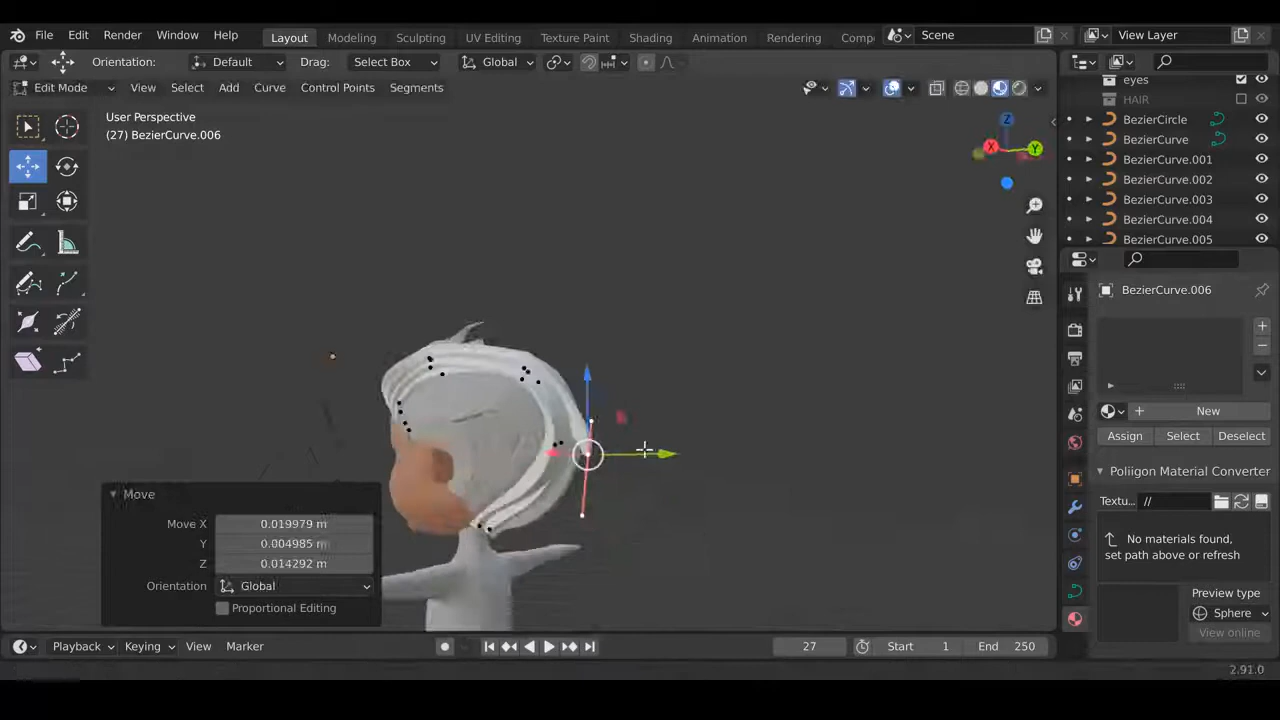 File Edit Render Window Help Layout Modeling Sculpting UV Editing Texture Paint Shading Animation Rendering Comp Scene View Layer
Orientation: Default Drag: Select Box Global
Edit Mode View Select Add Curve Control Points Segments
User Perspective
(27) BezierCurve.006
Z
X
Y
eyes
HAIR
BezierCircle
BezierCurve
BezierCurve.001
BezierCurve.002
BezierCurve.003
BezierCurve.004
BezierCurve.005
BezierCurve.006
New
Assign Select Deselect
Poliigon Material Converter
Textu... //
No materials found,
set path above or refresh
Preview type
Sphere
View online
Move
Move X 0.019979 m
Y 0.004985 m
Z 0.014292 m
Orientation Global
Proportional Editing
Playback Keying View Marker 27 Start 1 End 250
2.91.0